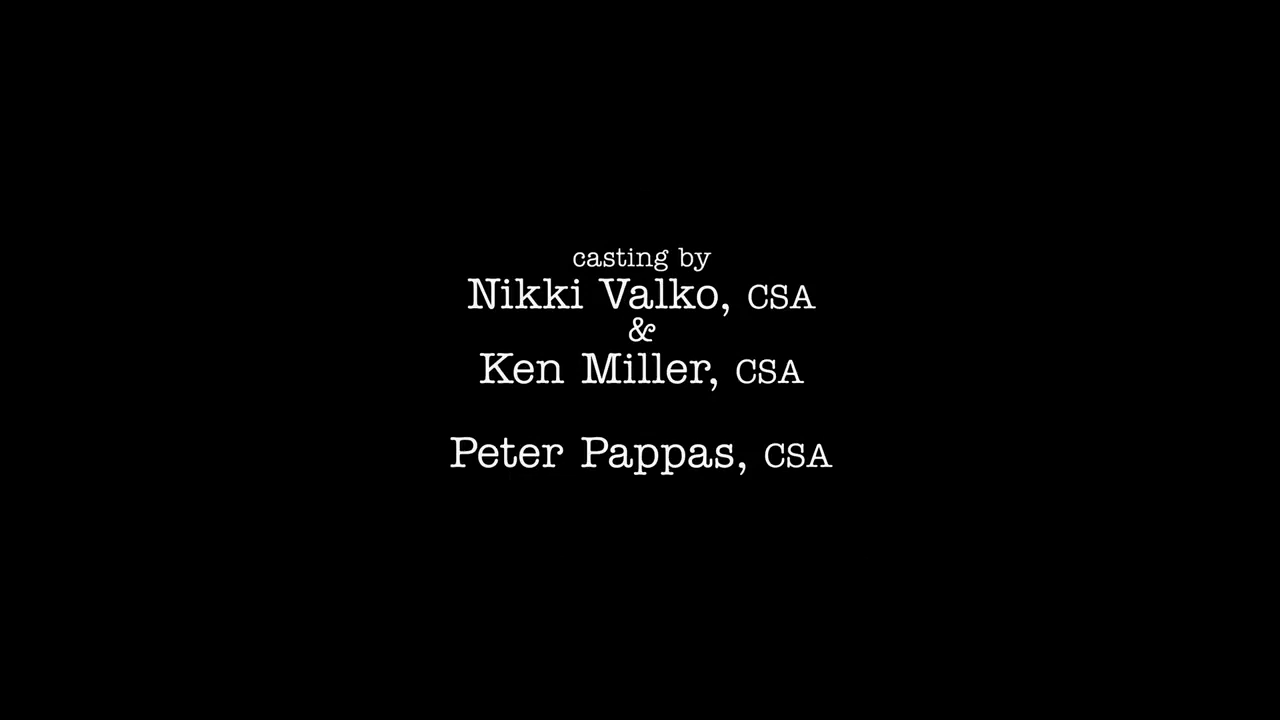 casting by
Nikki Valko, CSA
&
Ken Miller, CSA
Peter Pappas, CSA